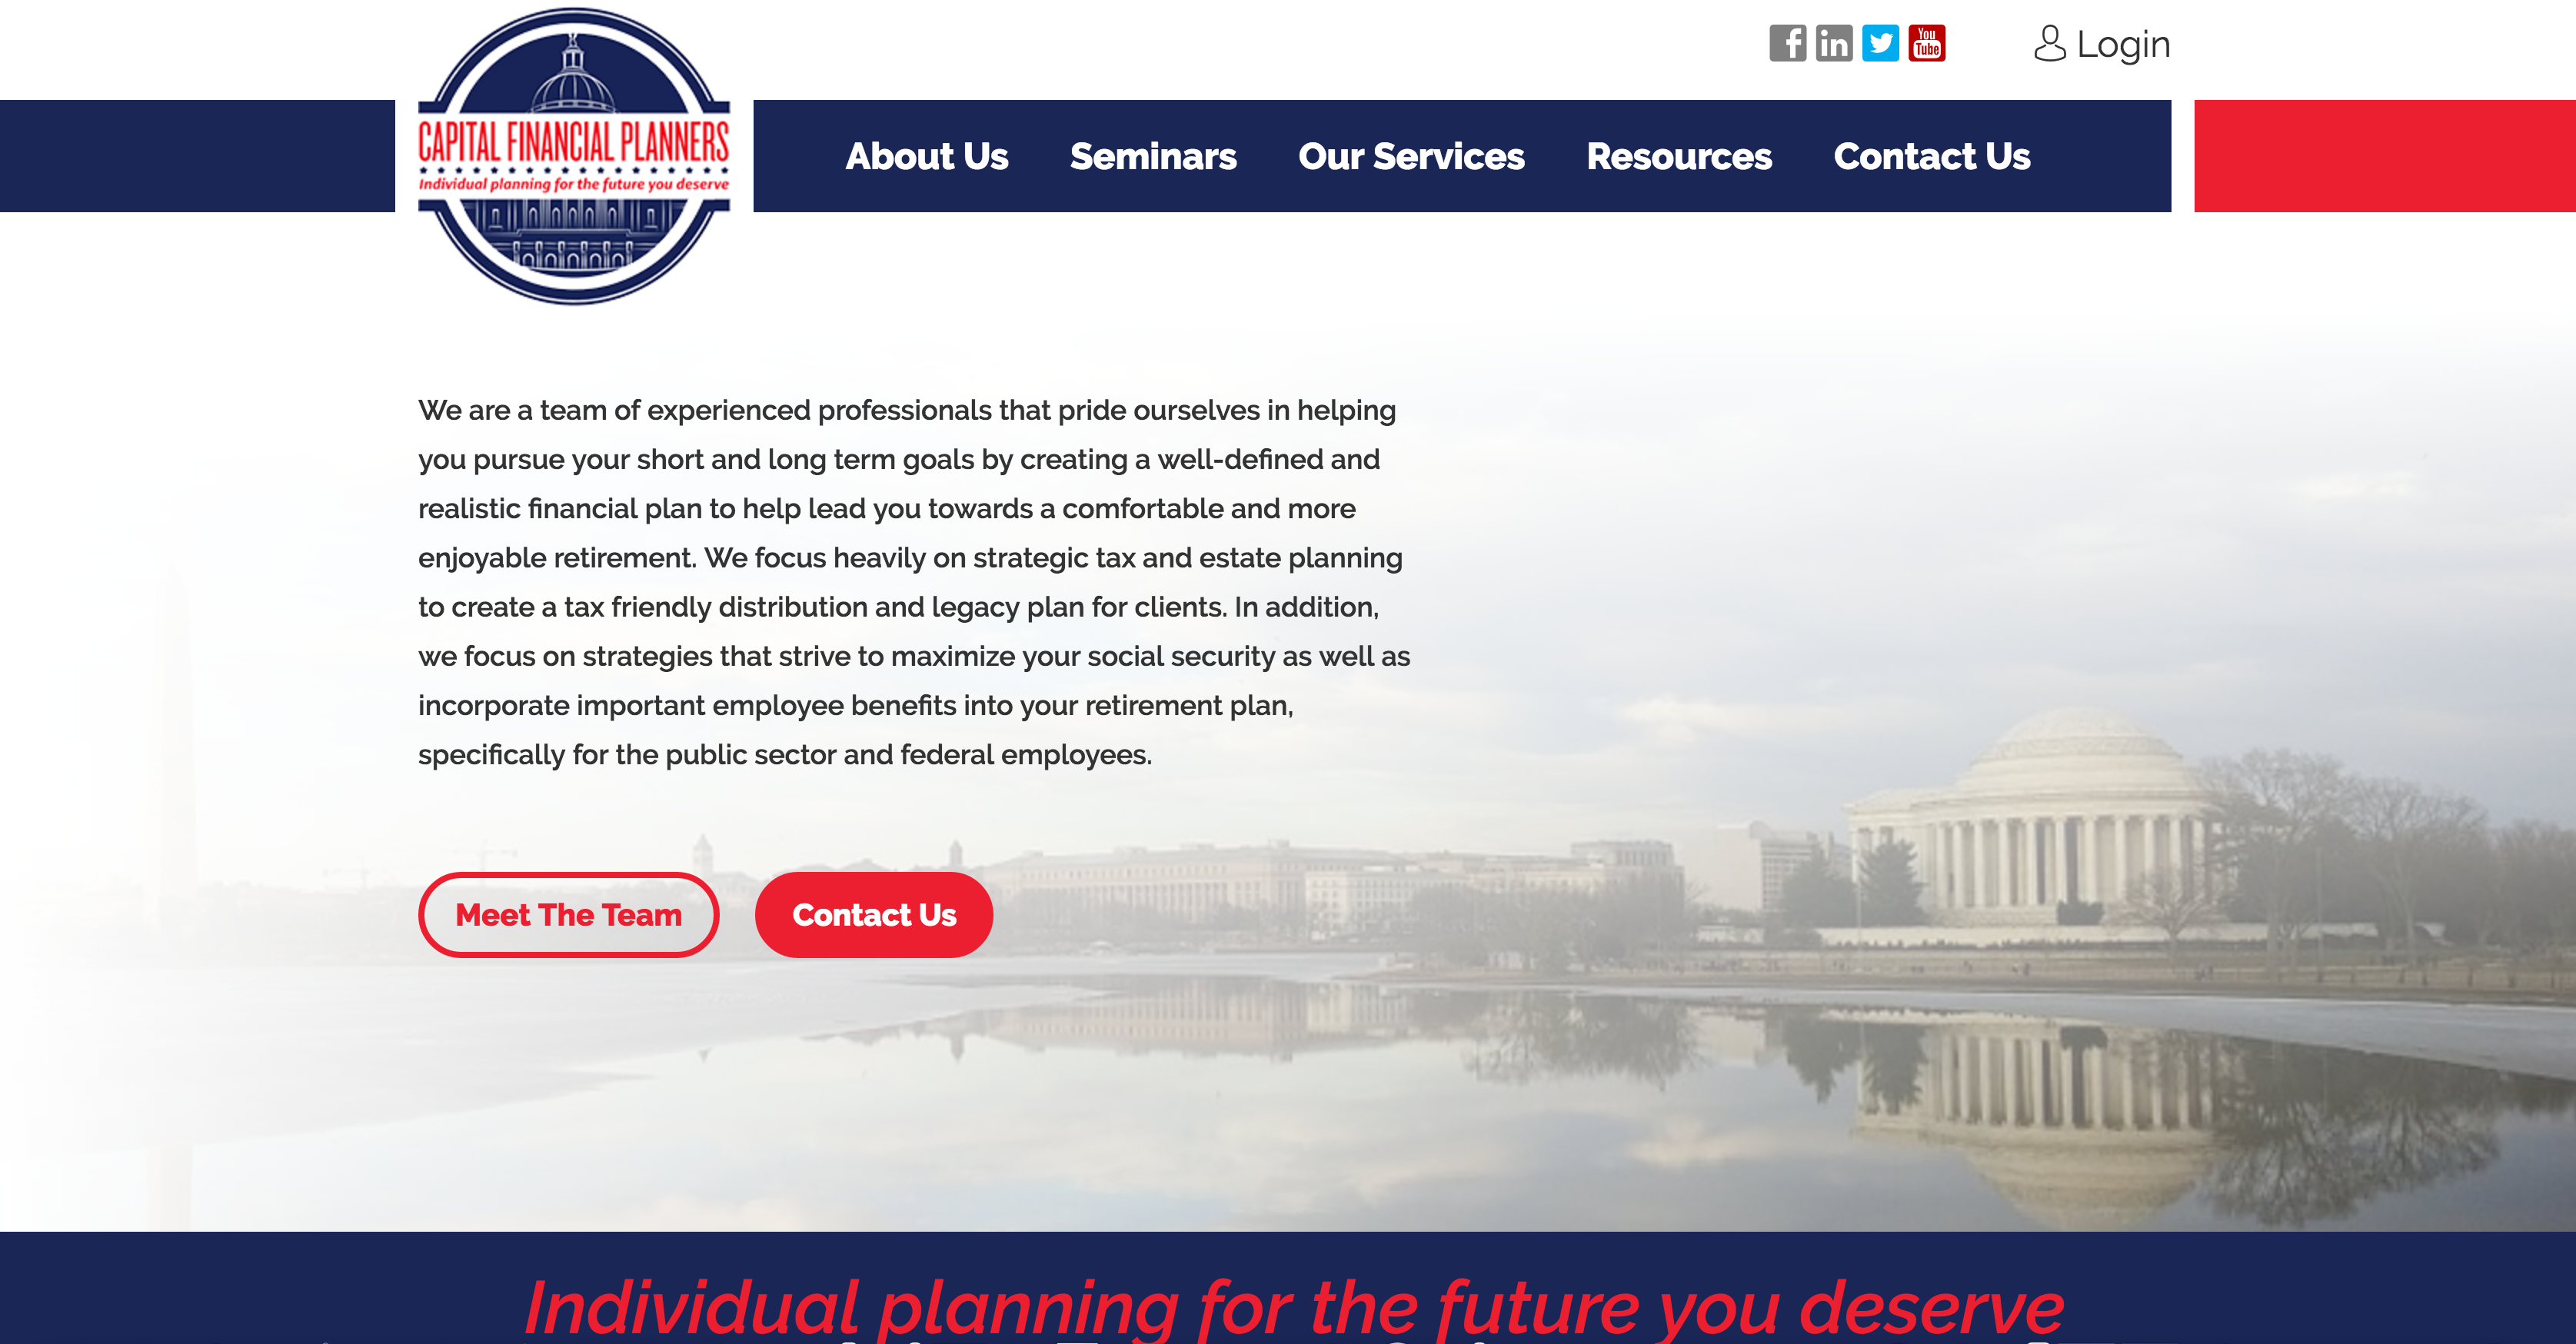 Login
CAPITAL FINANCIAL PLANNERS
Individual planning for the future you deserve
About Us Seminars Our Services Resources Contact Us
We are a team of experienced professionals that pride ourselves in helping
you pursue your short and long term goals by creating a well-defined and
realistic financial plan to help lead you towards a comfortable and more
enjoyable retirement. We focus heavily on strategic tax and estate planning
to create a tax friendly distribution and legacy plan for clients. In addition,
we focus on strategies that strive to maximize your social security as well as
incorporate important employee benefits into your retirement plan,
specifically for the public sector and federal employees.
Meet The Team Contact Us
Individual planning for the future you deserve